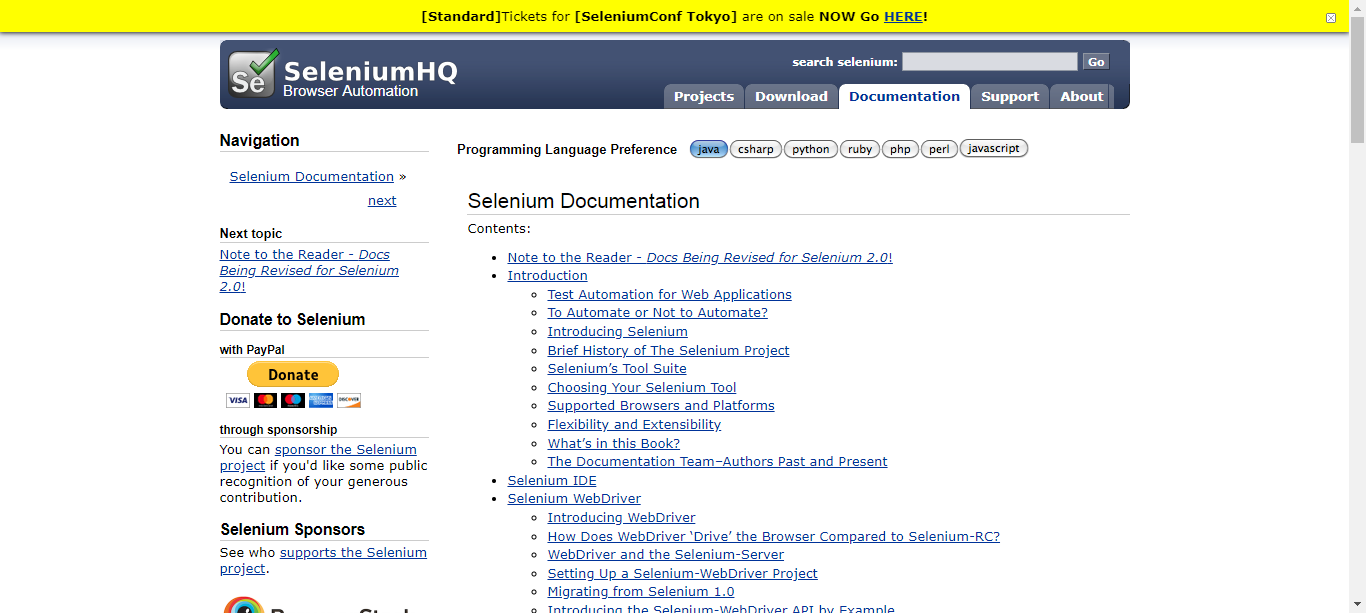 [Standard]Tickets for [SeleniumConf Tokyo] are on sale NOW Go HERE!
Se
SeleniumHQ
Browser Automation
search selenium:
Go
Projects
Download
Documentation
Support
About
Navigation
Selenium Documentation »
next
Next topic
Note to the Reader - Docs
Being Revised for Selenium
2.0!
Donate to Selenium
with PayPal
Donate
VISA
through sponsorship
You can sponsor the Selenium
project if you'd like some public
recognition of your generous
contribution.
Selenium Sponsors
See who supports the Selenium
project.
Programming Language Preference
java
csharp
python
ruby
php
perl
javascript
Selenium Documentation
Contents:
Note to the Reader - Docs Being Revised for Selenium 2.0!
Introduction
Test Automation for Web Applications
To Automate or Not to Automate?
Introducing Selenium
Brief History of The Selenium Project
Selenium’s Tool Suite
Choosing Your Selenium Tool
Supported Browsers and Platforms
Flexibility and Extensibility
What’s in this Book?
The Documentation Team—Authors Past and Present
Selenium IDE
Selenium WebDriver
Introducing WebDriver
How Does WebDriver ‘Drive’ the Browser Compared to Selenium-RC?
WebDriver and the Selenium-Server
Setting Up a Selenium-WebDriver Project
Migrating from Selenium 1.0
Introducing the Selenium-WebDriver API by Example